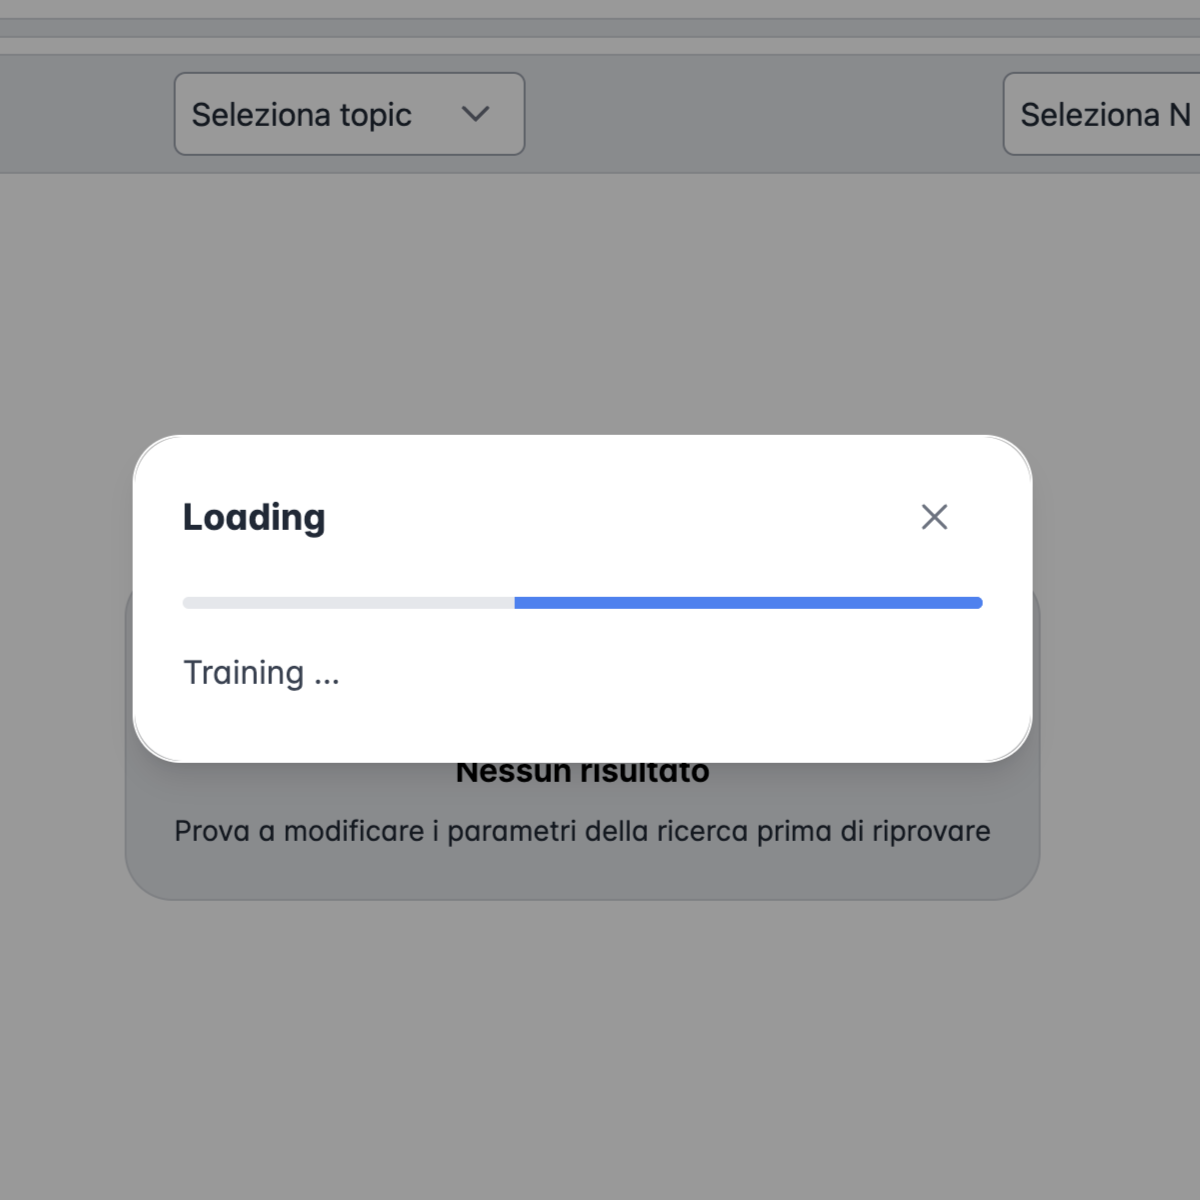 Seleziona topic
Seleziona N
Loading
Training ...
Nessun risultato
Prova a modificare i parametri della ricerca prima di riprovare